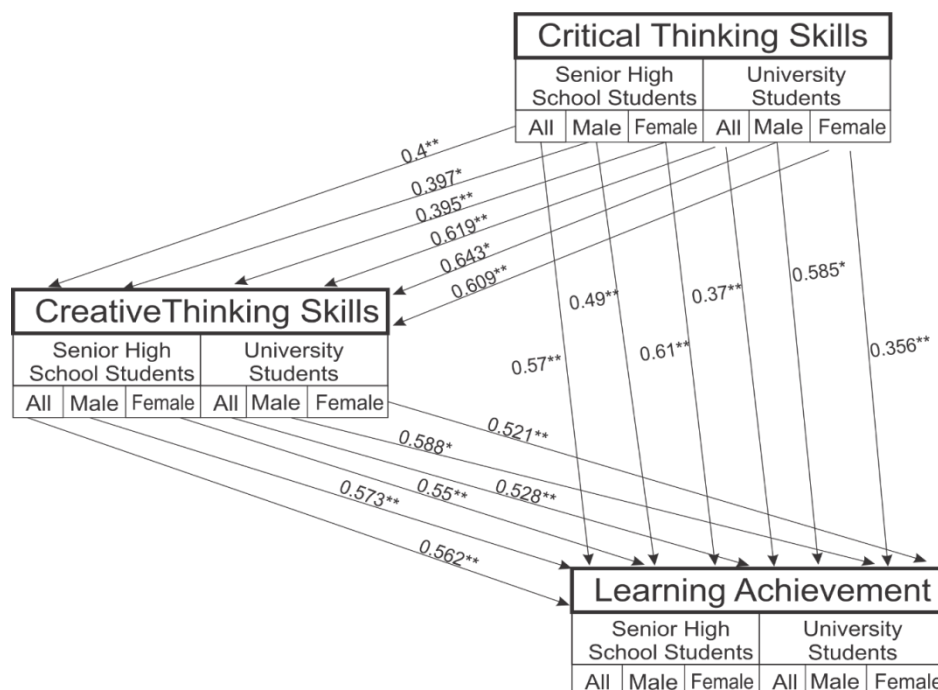 Critical Thinking Skills
Senior High School Students
University Students
All Male Female All Male Female
0.4**
0.397*
0.395**
0.619**
0.643*
0.609**
0.57**
0.49**
0.61**
0.37**
0.585*
0.356**
CreativeThinking Skills
Senior High School Students
University Students
All Male Female All Male Female
0.521**
0.588*
0.528**
0.55**
0.573**
0.562**
Learning Achievement
Senior High School Students
University Students
All Male Female All Male Female